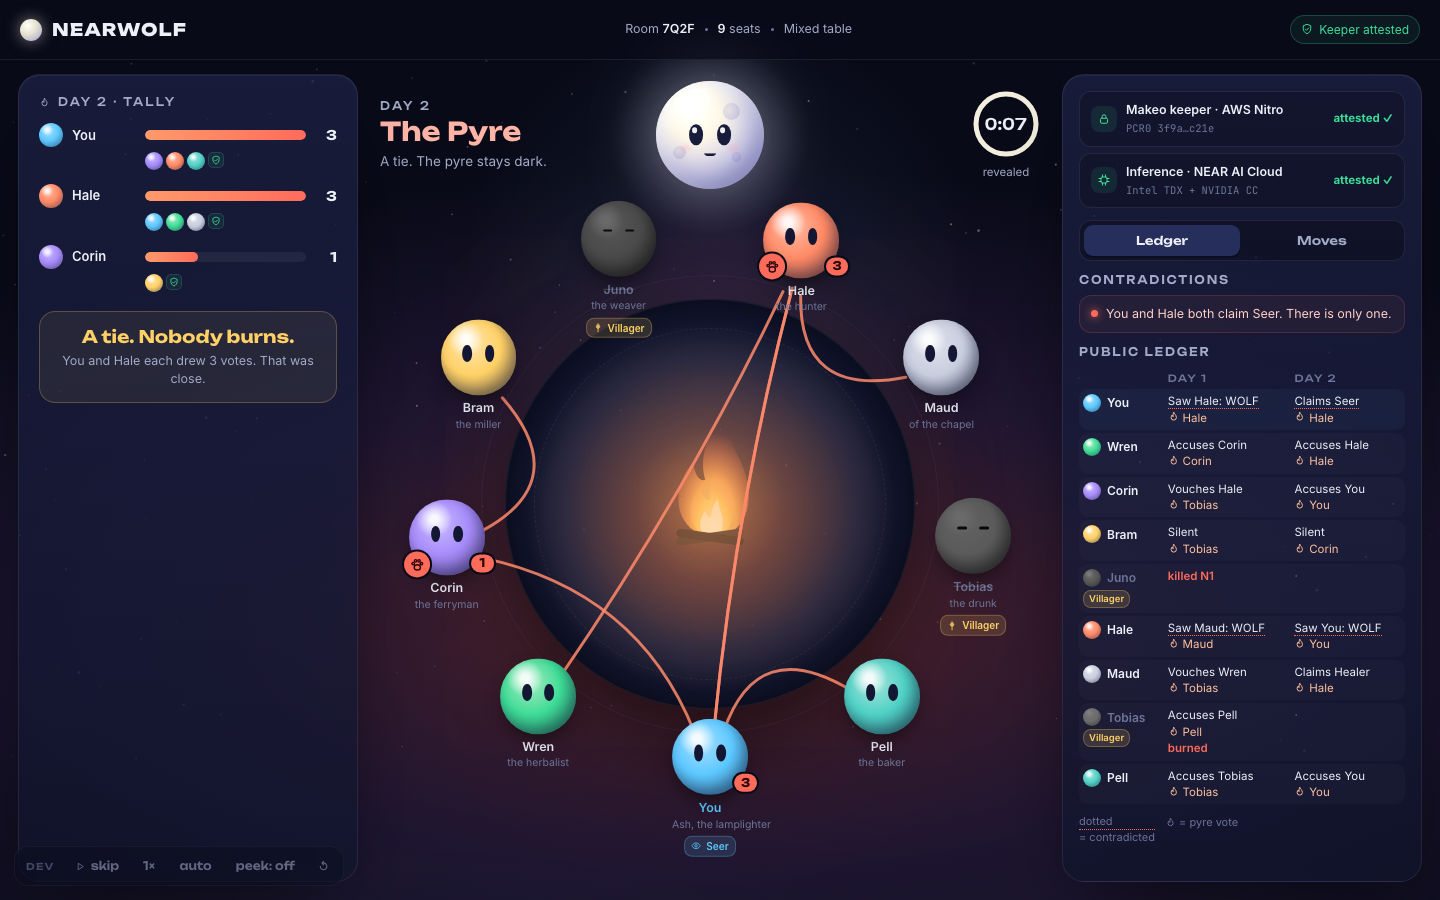 NEARWOLF
Room 7Q2F • 9 seats • Mixed table
Keeper attested
DAY 2 · TALLY
You 3
Hale 3
Corin 1
A tie. Nobody burns.
You and Hale each drew 3 votes. That was
close.
DEV skip 1× auto peek: off
DAY 2
The Pyre
A tie. The pyre stays dark.
0:07
revealed
Juno
the weaver
Villager
3
Hale
the hunter
Bram
the miller
Maud
of the chapel
1
Corin
the ferryman
Tobias
the drunk
Villager
Wren
the herbalist
Pell
the baker
3
You
Ash, the lamplighter
Seer
Makeo keeper · AWS Nitro
PCR0 3f9a…c21e
attested ✓
Inference · NEAR AI Cloud
Intel TDX + NVIDIA CC
attested ✓
Ledger Moves
CONTRADICTIONS
You and Hale both claim Seer. There is only one.
PUBLIC LEDGER
DAY 1 DAY 2
You Saw Hale: WOLF Claims Seer
Hale Hale
Wren Accuses Corin Accuses Hale
Corin Hale
Corin Vouches Hale Accuses You
Tobias You
Bram Silent Silent
Tobias Corin
Juno killed N1
Villager
Hale Saw Maud: WOLF Saw You: WOLF
Maud You
Maud Vouches Wren Claims Healer
Tobias Hale
Tobias Accuses Pell
Villager Pell
burned
Pell Accuses Tobias Accuses You
Tobias You
dotted = pyre vote
= contradicted